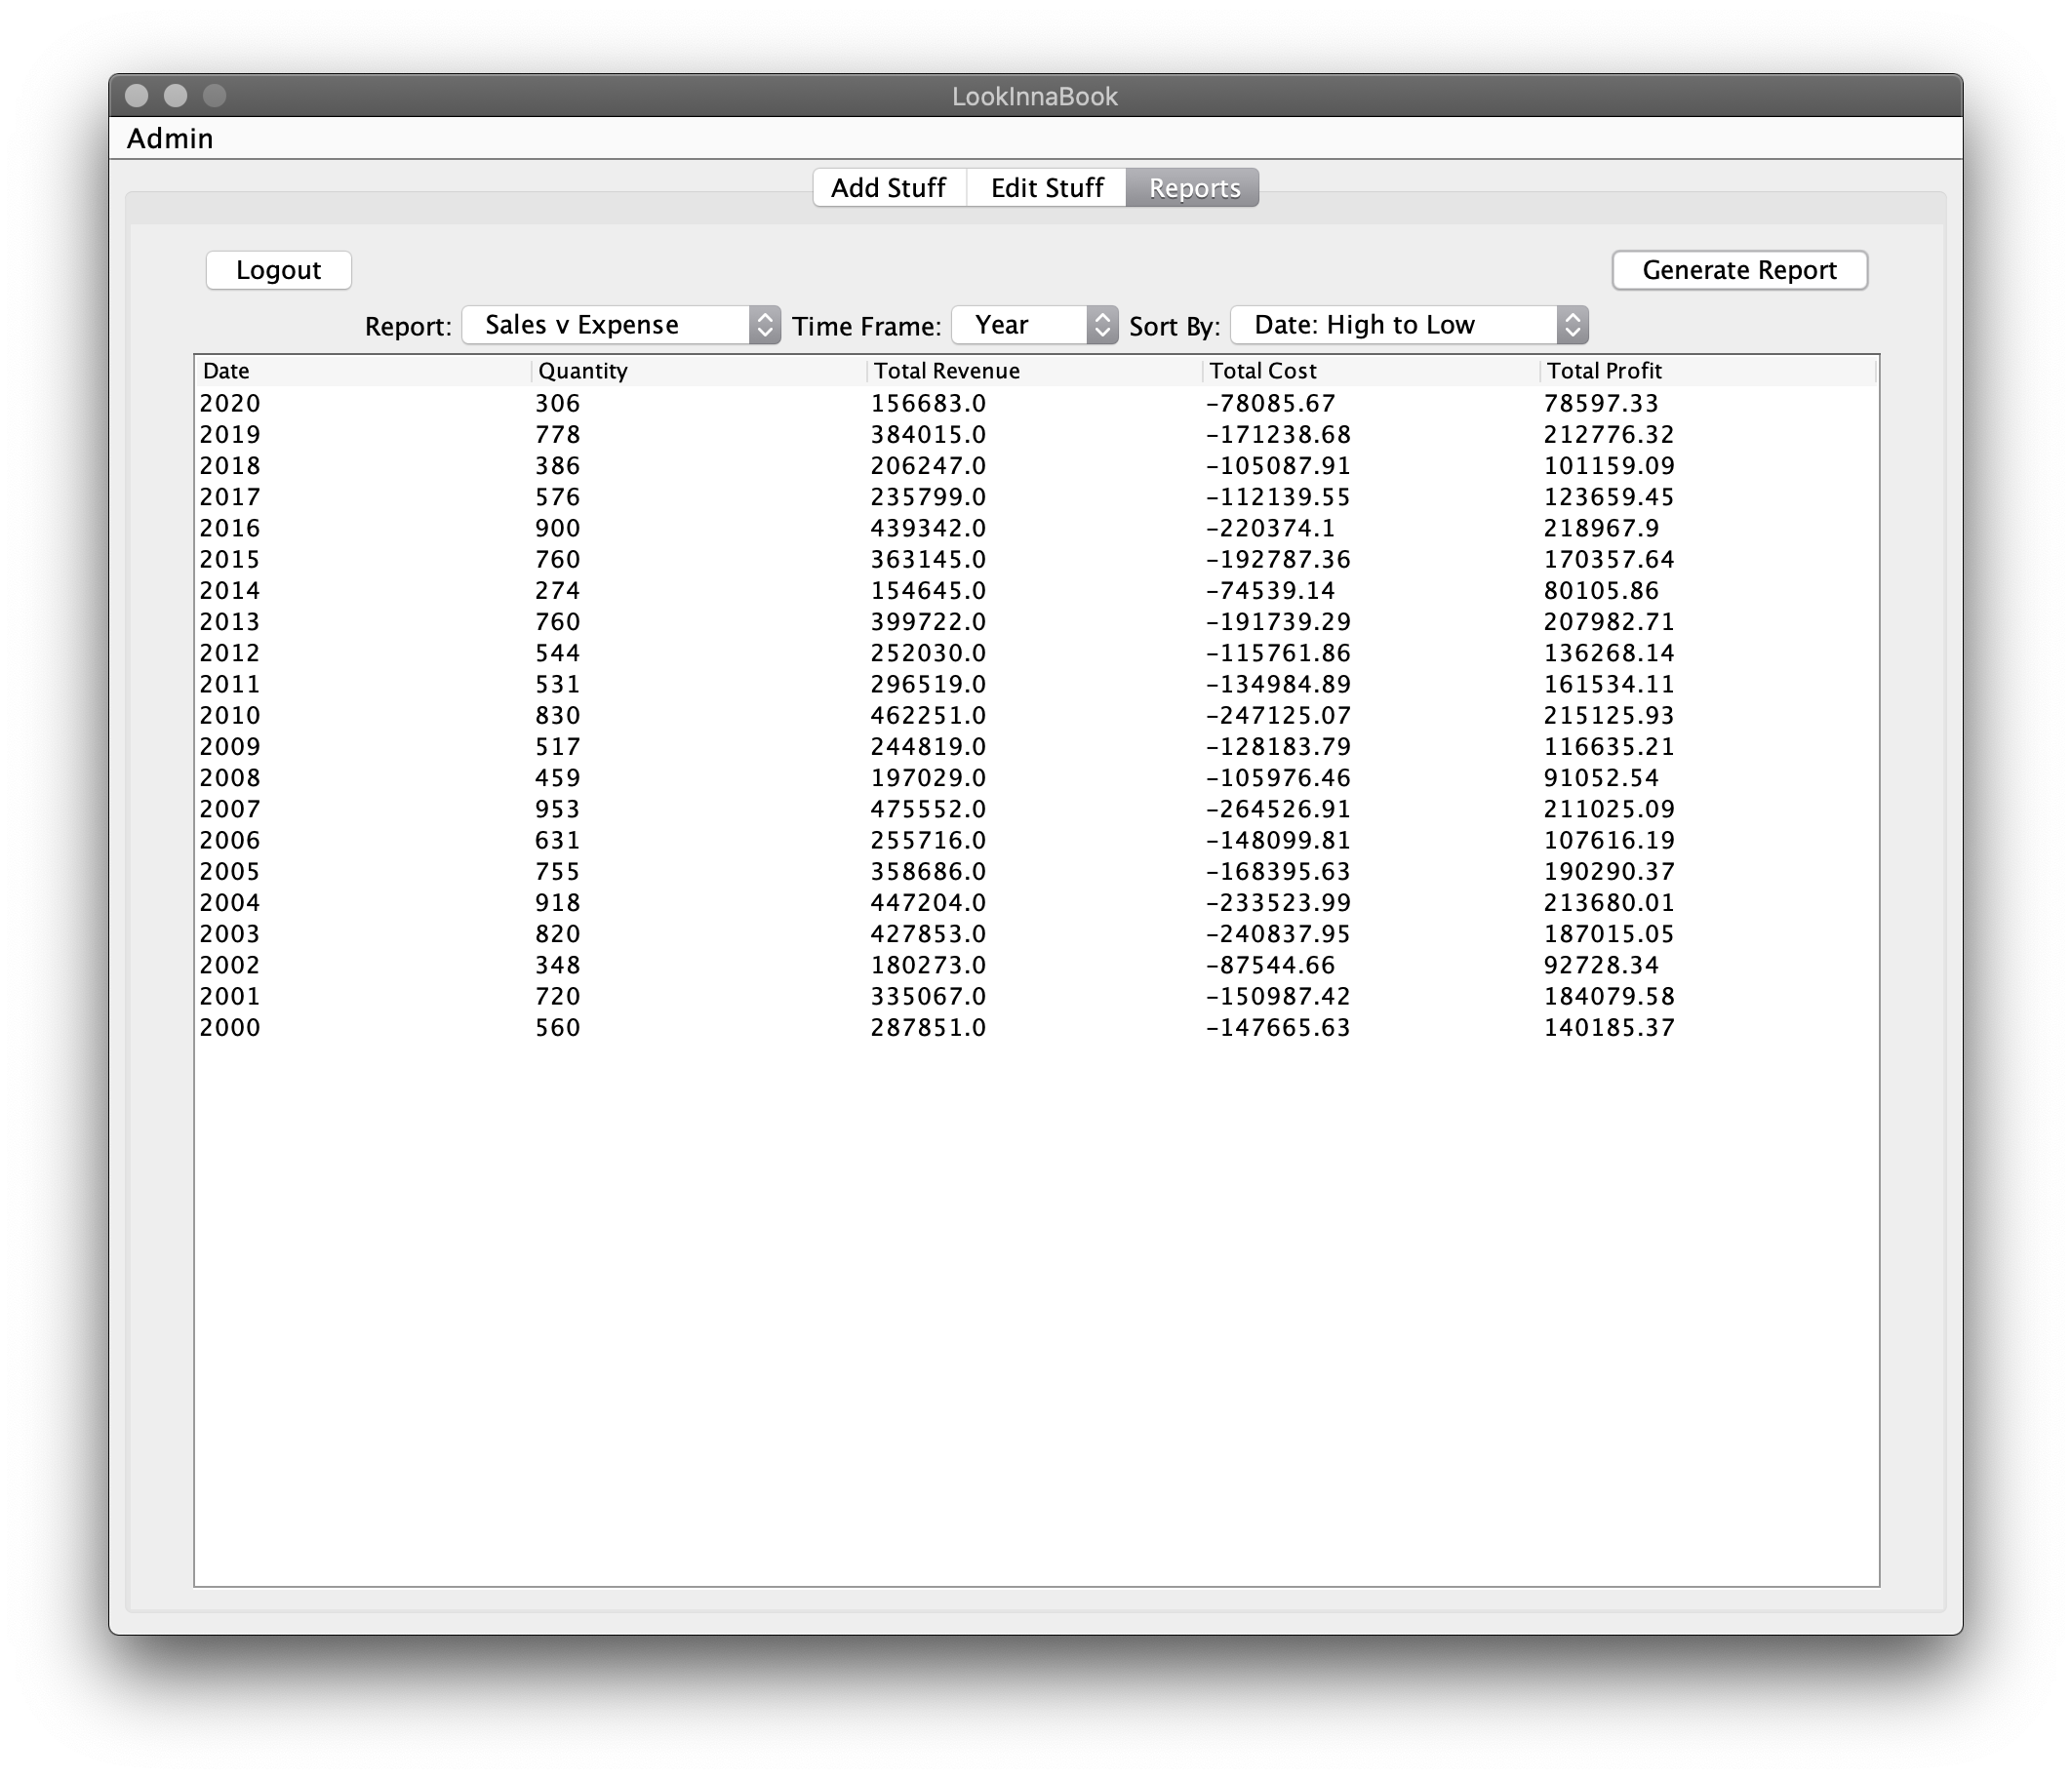 LookInnaBook
Admin
Add Stuff Edit Stuff Reports
Logout Generate Report
Report: Sales v Expense Time Frame: Year Sort By: Date: High to Low
Date Quantity Total Revenue Total Cost Total Profit
2020 306 156683.0 -78085.67 78597.33
2019 778 384015.0 -171238.68 212776.32
2018 386 206247.0 -105087.91 101159.09
2017 576 235799.0 -112139.55 123659.45
2016 900 439342.0 -220374.1 218967.9
2015 760 363145.0 -192787.36 170357.64
2014 274 154645.0 -74539.14 80105.86
2013 760 399722.0 -191739.29 207982.71
2012 544 252030.0 -115761.86 136268.14
2011 531 296519.0 -134984.89 161534.11
2010 830 462251.0 -247125.07 215125.93
2009 517 244819.0 -128183.79 116635.21
2008 459 197029.0 -105976.46 91052.54
2007 953 475552.0 -264526.91 211025.09
2006 631 255716.0 -148099.81 107616.19
2005 755 358686.0 -168395.63 190290.37
2004 918 447204.0 -233523.99 213680.01
2003 820 427853.0 -240837.95 187015.05
2002 348 180273.0 -87544.66 92728.34
2001 720 335067.0 -150987.42 184079.58
2000 560 287851.0 -147665.63 140185.37